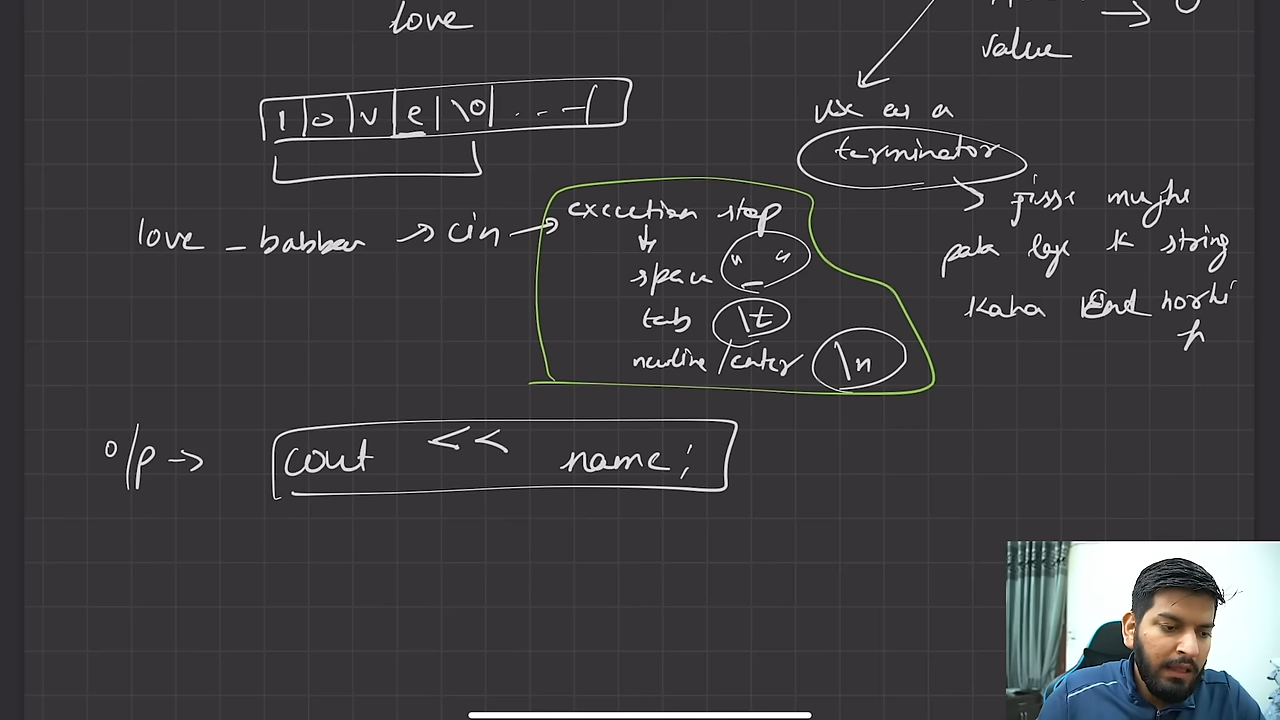 love
value
l o v e \0 ...
use as a
terminator
jisse mujhe
pata lage k string
Kaha End horhi
h
love _ babbar → cin → execution stop
space " _ "
tab \t
newline / enter \n
o/p → cout << name;